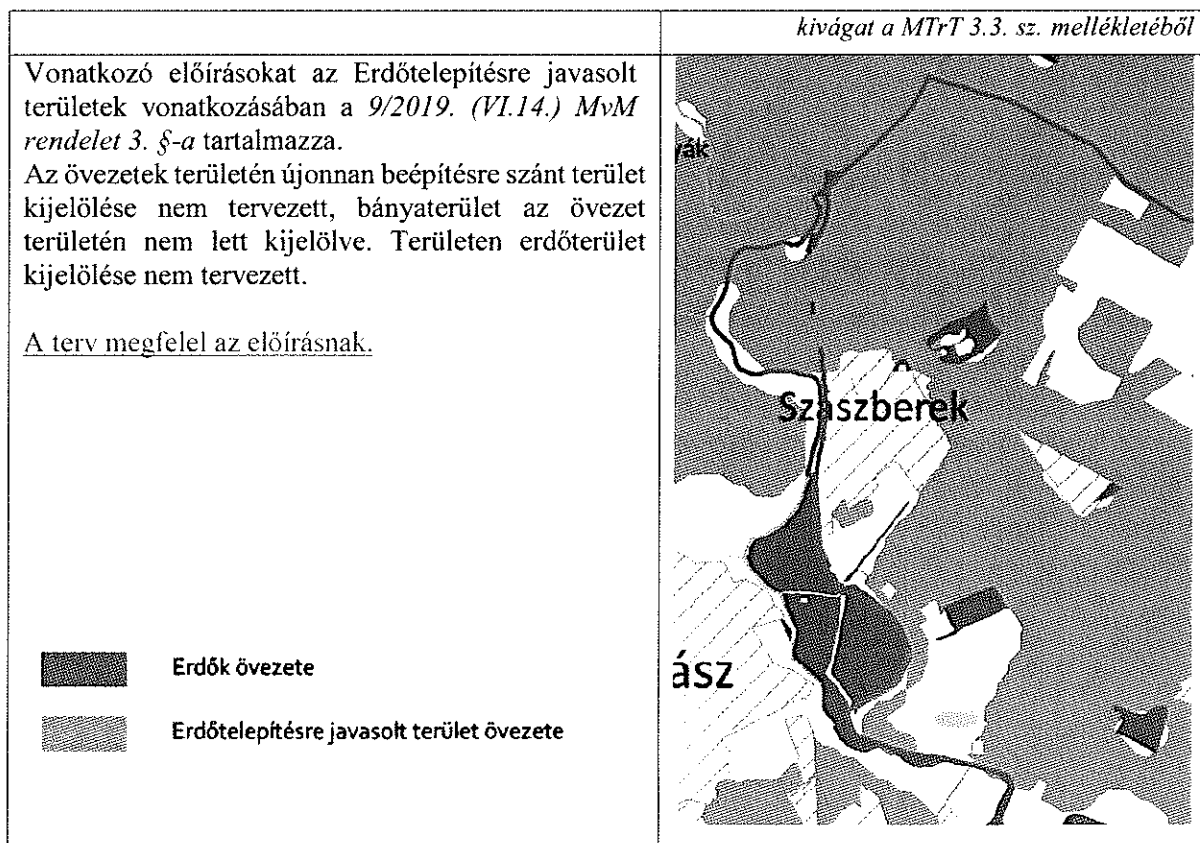 kivágat a MTrT 3.3. sz. mellékletéből
Vonatkozó előírásokat az Erdőtelepítésre javasolt
területek vonatkozásában a 9/2019. (VI.14.) MvM
rendelet 3. §-a tartalmazza.
Az övezetek területén újonnan beépítésre szánt terület
kijelölése nem tervezett, bányaterület az övezet
területén nem lett kijelölve. Területen erdőterület
kijelölése nem tervezett.
A terv megfelel az előírásnak.
Erdők övezete
Erdőtelepítésre javasolt terület övezete
vák
Szászberek
ász